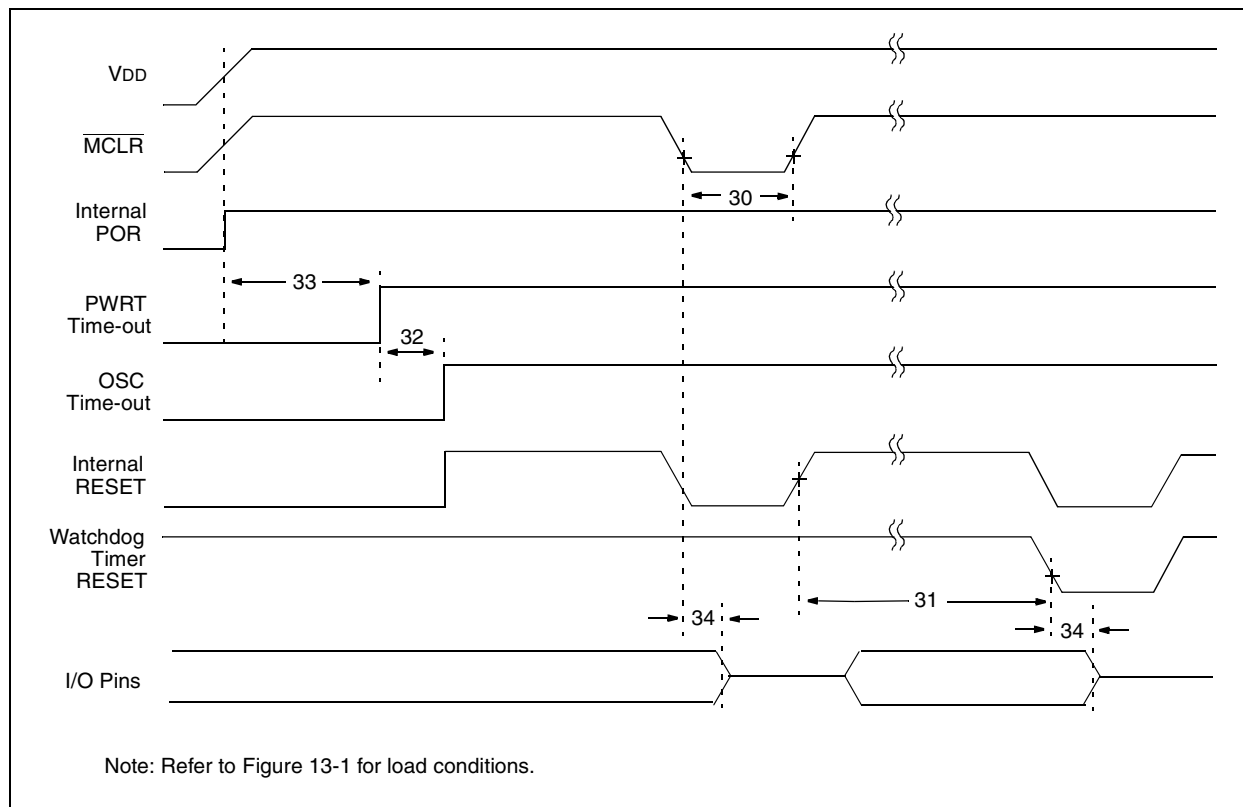 VDD
MCLR
30
Internal
POR
33
PWRT
Time-out
32
OSC
Time-out
Internal
RESET
Watchdog
Timer
RESET
31
34
34
I/O Pins
Note: Refer to Figure 13-1 for load conditions.